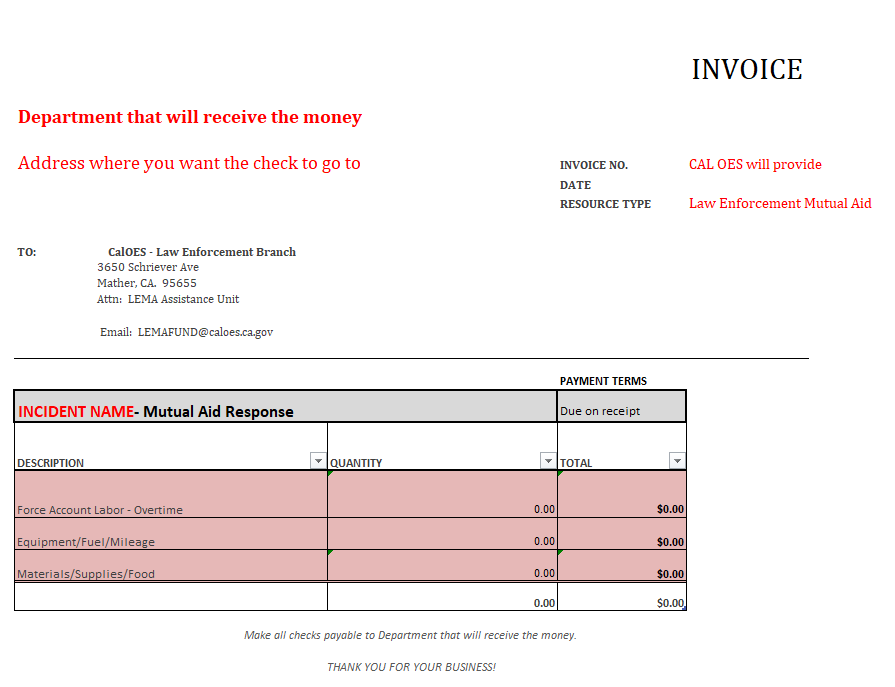 INVOICE
Department that will receive the money
Address where you want the check to go to
INVOICE NO. CAL OES will provide
DATE
RESOURCE TYPE Law Enforcement Mutual Aid
TO: CalOES - Law Enforcement Branch
3650 Schriever Ave
Mather, CA. 95655
Attn: LEMA Assistance Unit
Email: LEMAFUND@caloes.ca.gov
PAYMENT TERMS
INCIDENT NAME- Mutual Aid Response Due on receipt
DESCRIPTION QUANTITY TOTAL
Force Account Labor - Overtime 0.00 $0.00
Equipment/Fuel/Mileage 0.00 $0.00
Materials/Supplies/Food 0.00 $0.00
0.00 $0.00
Make all checks payable to Department that will receive the money.
THANK YOU FOR YOUR BUSINESS!